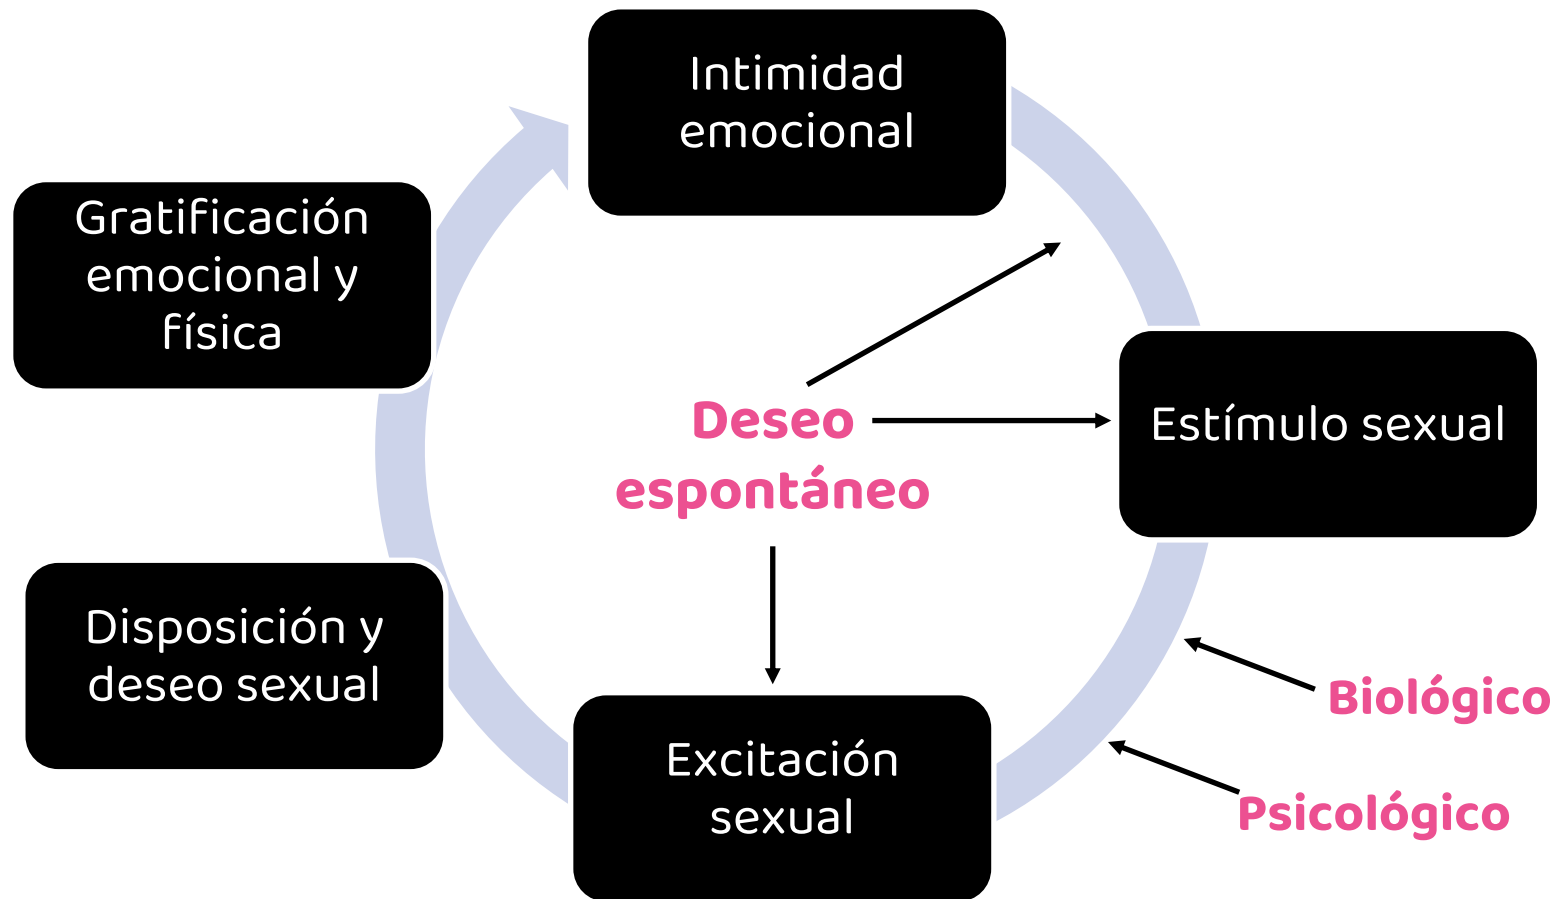 Intimidad
emocional
Gratificación
emocional y
física
Deseo
espontáneo
Estímulo sexual
Disposición y
deseo sexual
Excitación
sexual
Biológico
Psicológico